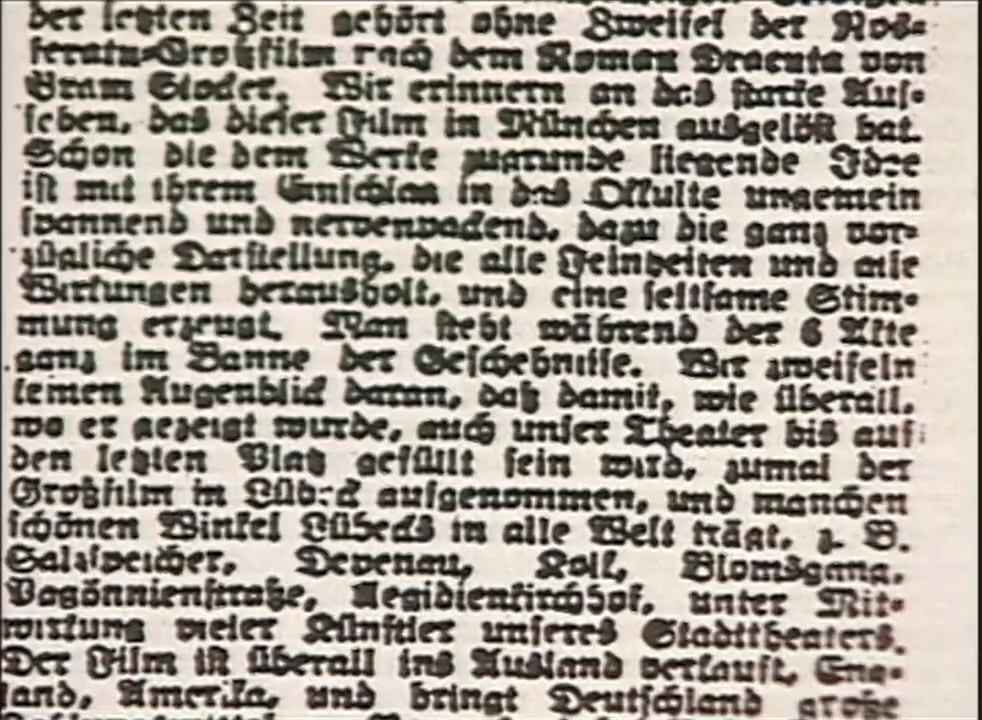 der letzten Zeit gehört ohne Zweifel der Nos-
feratu-Großfilm nach dem Roman Dracula von
Bram Stoker. Wir erinnern an das starke Auf-
sehen, das dieser Film in München ausgelöst hat.
Schon die dem Werke zugrunde liegende Idee
ist mit ihrem Einschlag in das Okkulte ungemein
spannend und nervenpackend, dazu die ganz vor-
zügliche Darstellung, die alle Feinheiten und alle
Wirkungen herausholt, und eine seltsame Stim-
mung erzeugt. Man steht während der 6 Akte
ganz im Banne der Geschehnisse. Wir zweifeln
keinen Augenblick daran, daß damit, wie überall,
wo er gezeigt wurde, auch unser Theater bis auf
den letzten Platz gefüllt sein wird, zumal der
Großfilm in Lübeck aufgenommen, und manchen
schönen Winkel Lübecks in alle Welt trägt, z. B.
Salzspeicher, Depenau, Kolk, Blomsgang,
Aegidienkirchhof, unter Mit-
wirkung vieler Künstler unseres Stadttheaters.
Der Film ist überall ins Ausland verkauft, Eng-
land, Amerika, und bringt Deutschland große